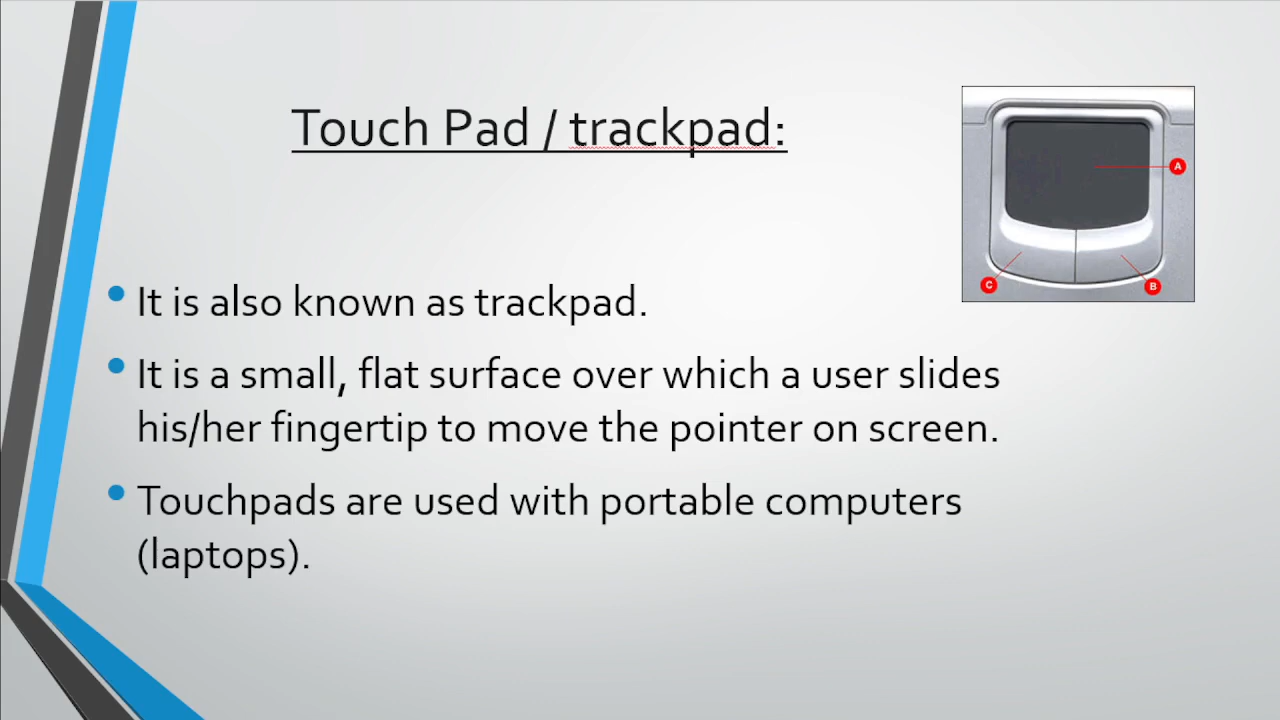 Touch Pad / trackpad:
A
C
B
It is also known as trackpad.
It is a small, flat surface over which a user slides
his/her fingertip to move the pointer on screen.
Touchpads are used with portable computers
(laptops).